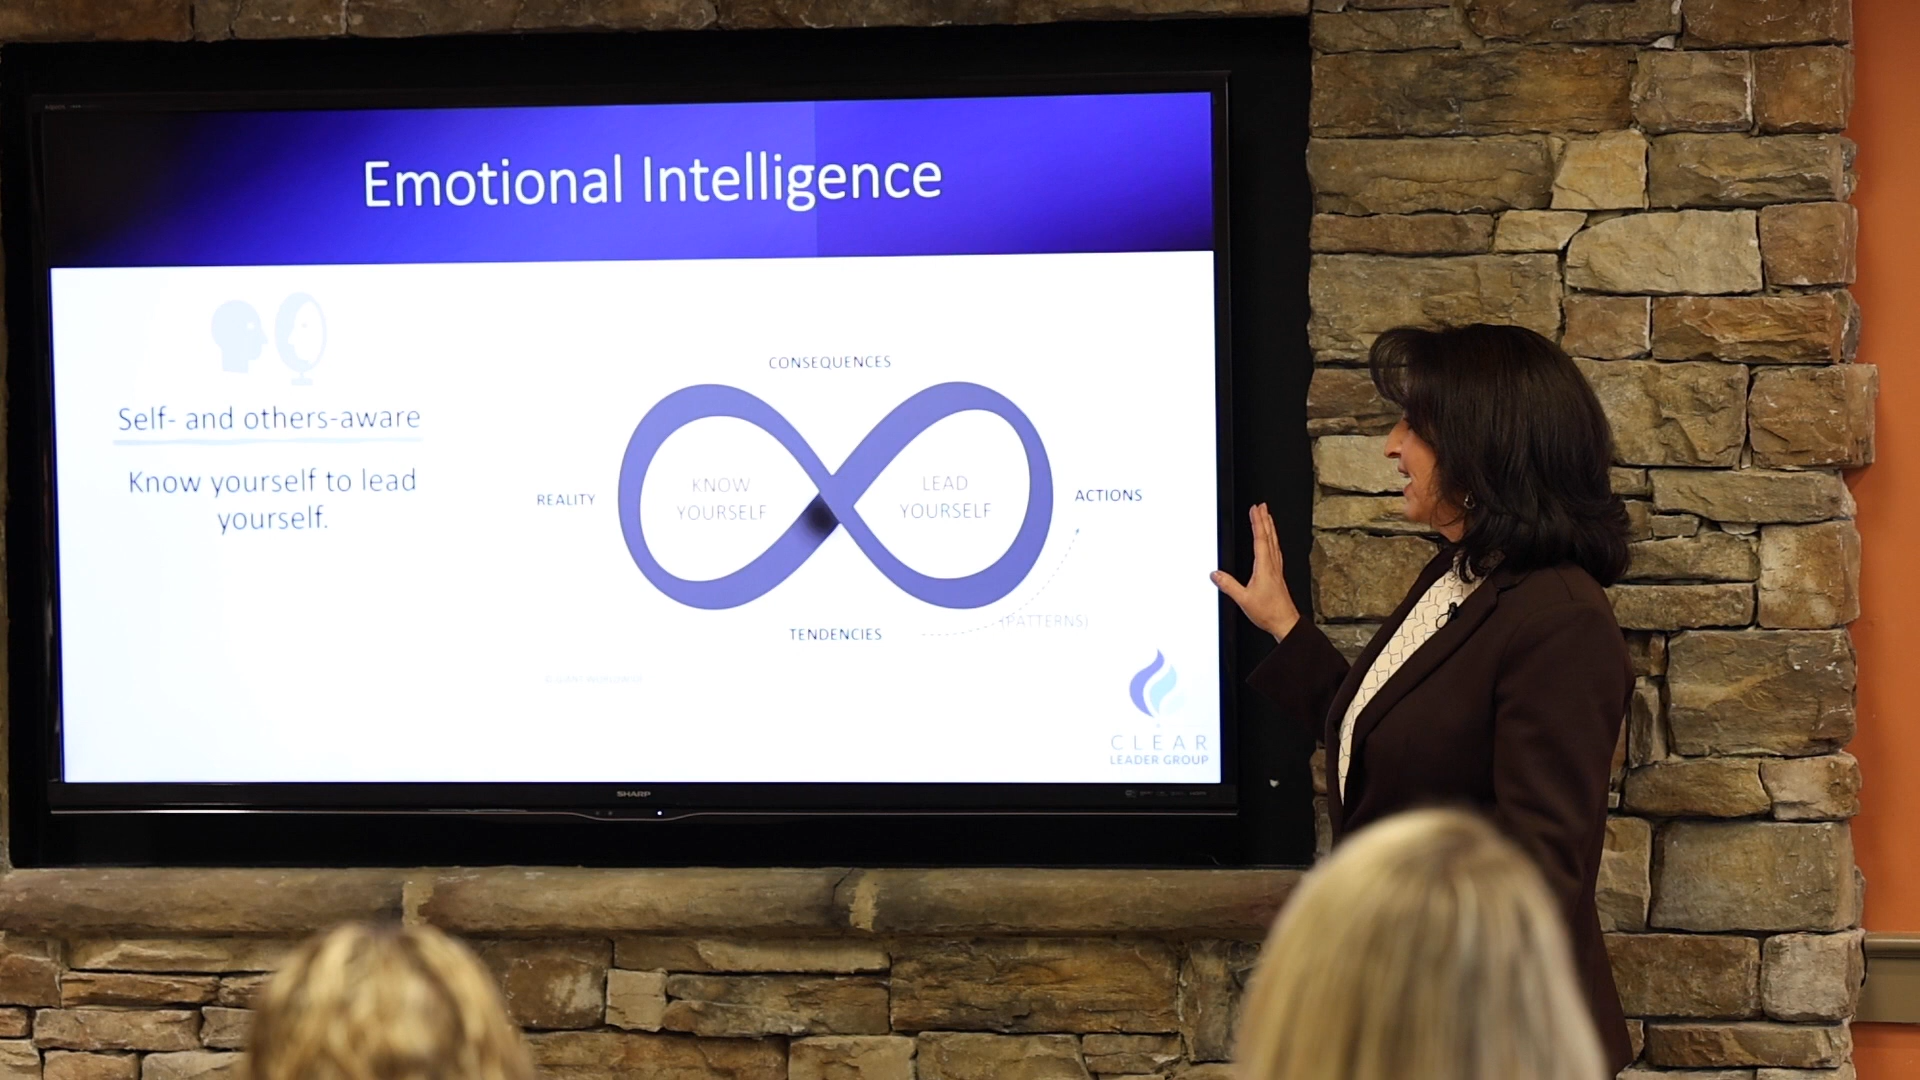 Emotional Intelligence
Self- and others-aware
Know yourself to lead
yourself.
CONSEQUENCES
REALITY
KNOW
YOURSELF
LEAD
YOURSELF
ACTIONS
TENDENCIES
(PATTERNS)
CLEAR
LEADER GROUP
SHARP